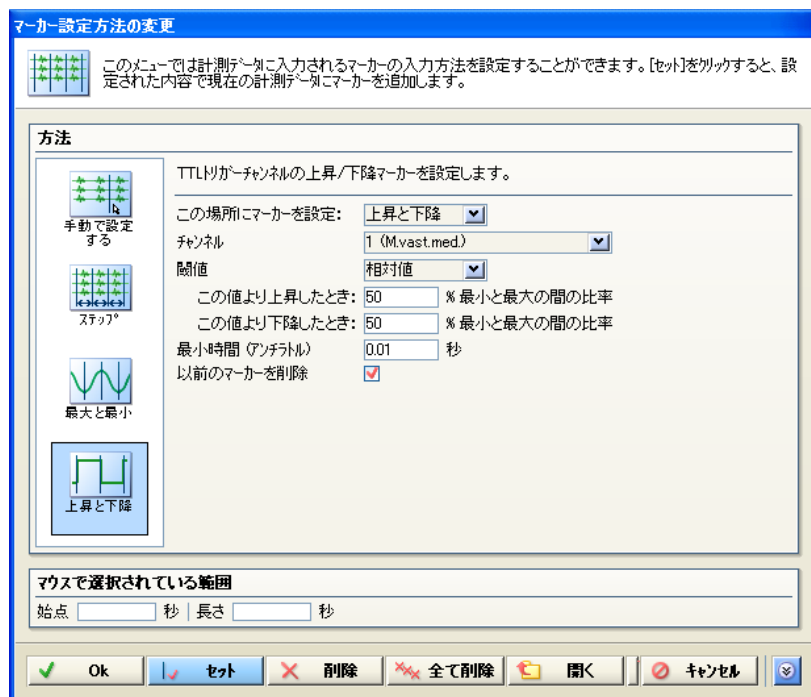 マーカー設定方法の変更
このメニューでは計測データに入力されるマーカーの入力方法を設定することができます。[セット]をクリックすると、設
定された内容で現在の計測データにマーカーを追加します。
方法
手動で設定
する
ステップ
最大と最小
上昇と下降
TTLトリガーチャンネルの上昇/下降マーカーを設定します。
この場所にマーカーを設定: 上昇と下降
チャンネル 1 (M.vast.med.)
閾値 相対値
この値より上昇したとき: 50 % 最小と最大の間の比率
この値より下降したとき: 50 % 最小と最大の間の比率
最小時間 (アンチラトル) 0.01 秒
以前のマーカーを削除
マウスで選択されている範囲
始点 秒 長さ 秒
Ok セット 削除 全て削除 開く キャンセル